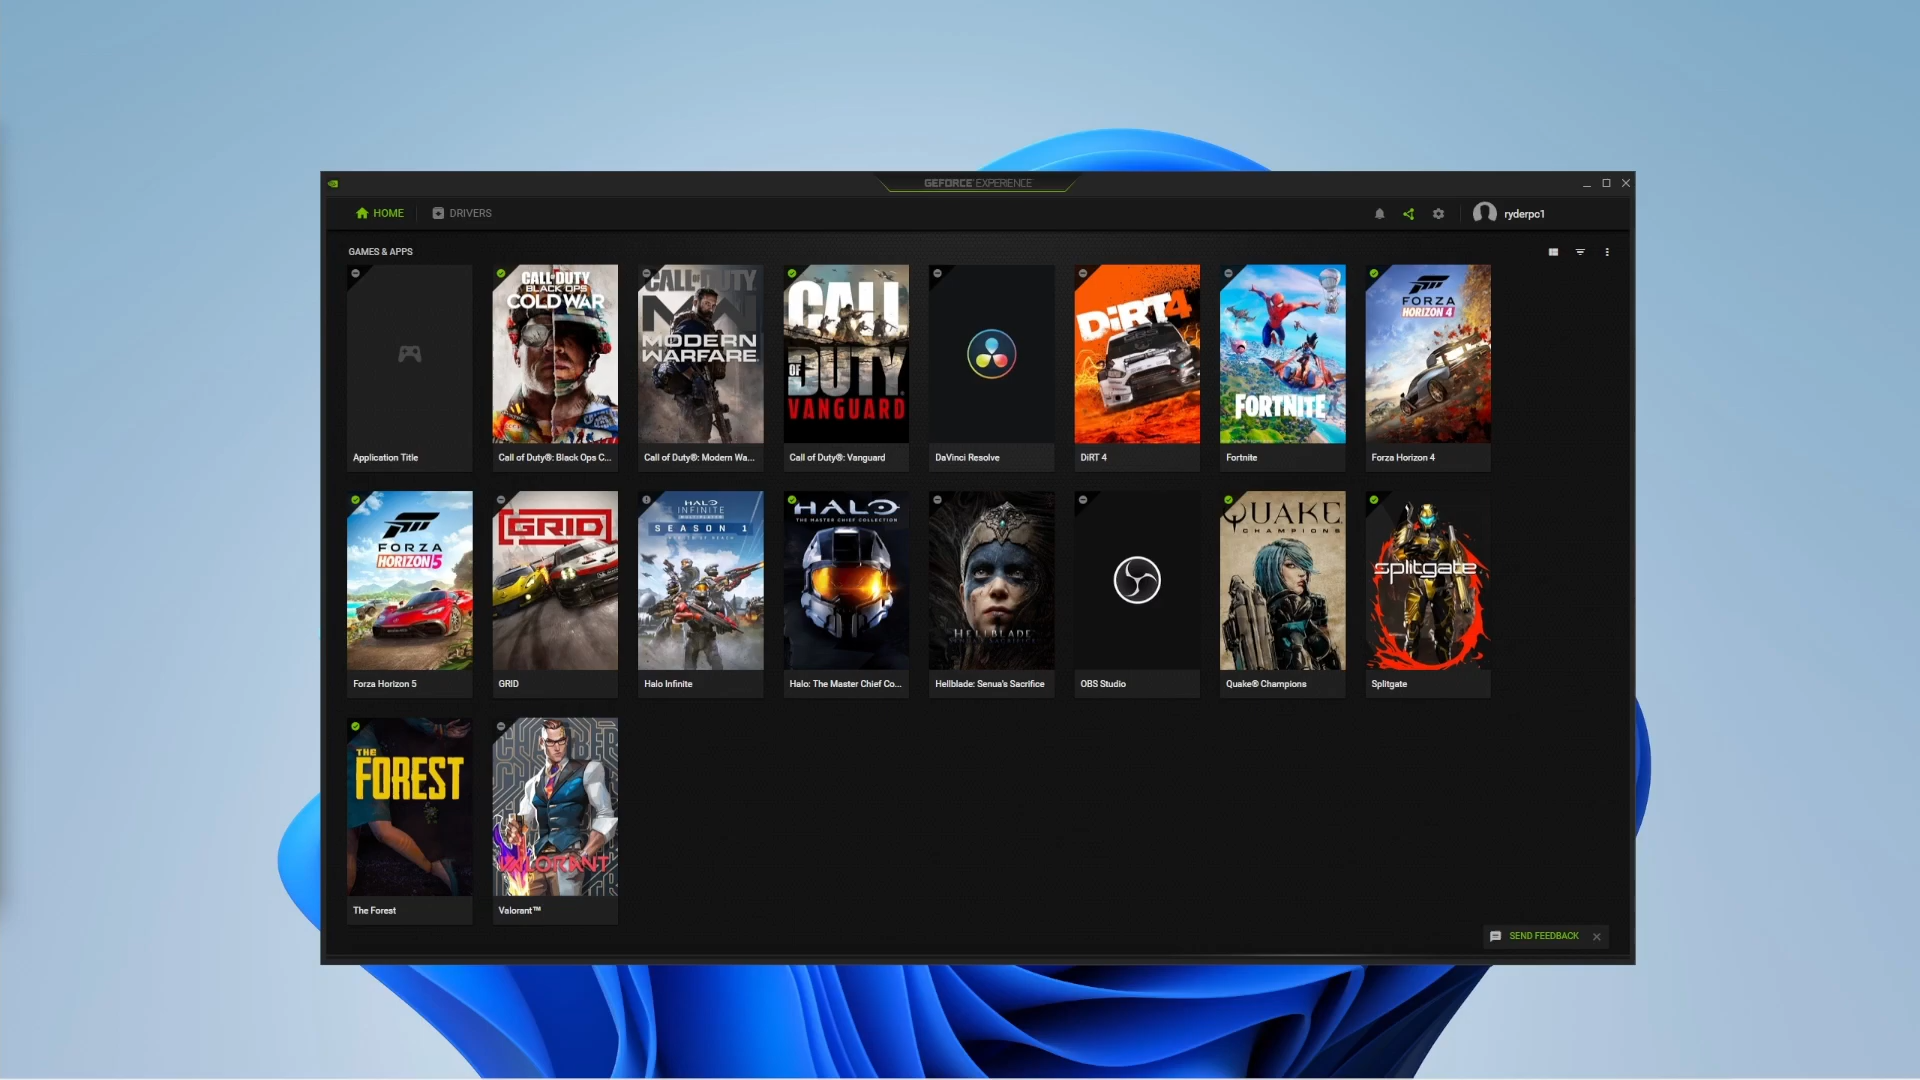 GEFORCE EXPERIENCE
HOME
DRIVERS
ryderpc1
GAMES & APPS
CALL OF DUTY
BLACK OPS
COLD WAR
CALL OF DUTY
MW
MODERN
WARFARE
CALL
OF DUTY
VANGUARD
DiRT 4
FORTNITE
FORZA
HORIZON 4
Application Title
Call of Duty®: Black Ops C...
Call of Duty®: Modern Wa...
Call of Duty®: Vanguard
DaVinci Resolve
DiRT 4
Fortnite
Forza Horizon 4
FORZA
HORIZON 5
GRID
HALO
INFINITE
SEASON 1
HALO
THE MASTER CHIEF COLLECTION
HELLBLADE
QUAKE
CHAMPIONS
splitgate
Forza Horizon 5
GRID
Halo Infinite
Halo: The Master Chief Co...
Hellblade: Senua's Sacrifice
OBS Studio
Quake® Champions
Splitgate
THE
FOREST
VALORANT
The Forest
Valorant™
SEND FEEDBACK